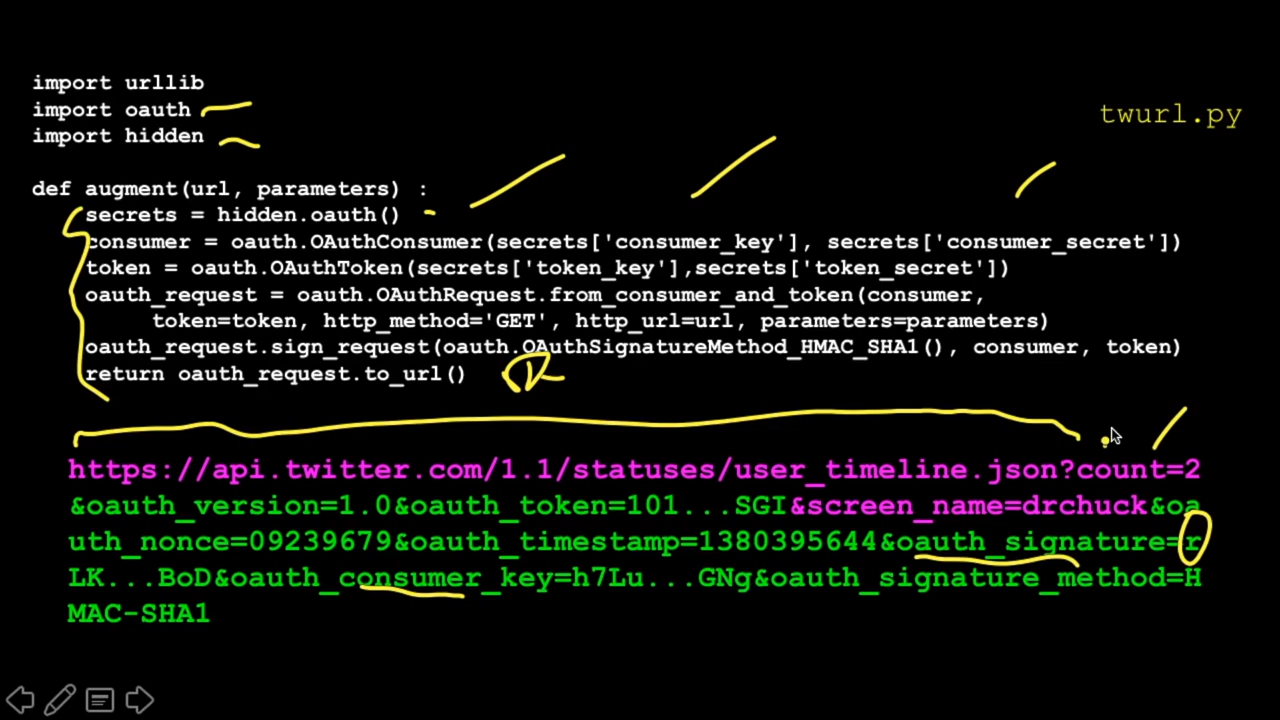 import urllib
import oauth
import hidden
twurl.py
def augment(url, parameters) :
    secrets = hidden.oauth()
    consumer = oauth.OAuthConsumer(secrets['consumer_key'], secrets['consumer_secret'])
    token = oauth.OAuthToken(secrets['token_key'],secrets['token_secret'])
    oauth_request = oauth.OAuthRequest.from_consumer_and_token(consumer,
         token=token, http_method='GET', http_url=url, parameters=parameters)
    oauth_request.sign_request(oauth.OAuthSignatureMethod_HMAC_SHA1(), consumer, token)
    return oauth_request.to_url()
https://api.twitter.com/1.1/statuses/user_timeline.json?count=2
&oauth_version=1.0&oauth_token=101...SGI&screen_name=drchuck&oa
uth_nonce=09239679&oauth_timestamp=1380395644&oauth_signature=r
LK...BoD&oauth_consumer_key=h7Lu...GNg&oauth_signature_method=H
MAC-SHA1